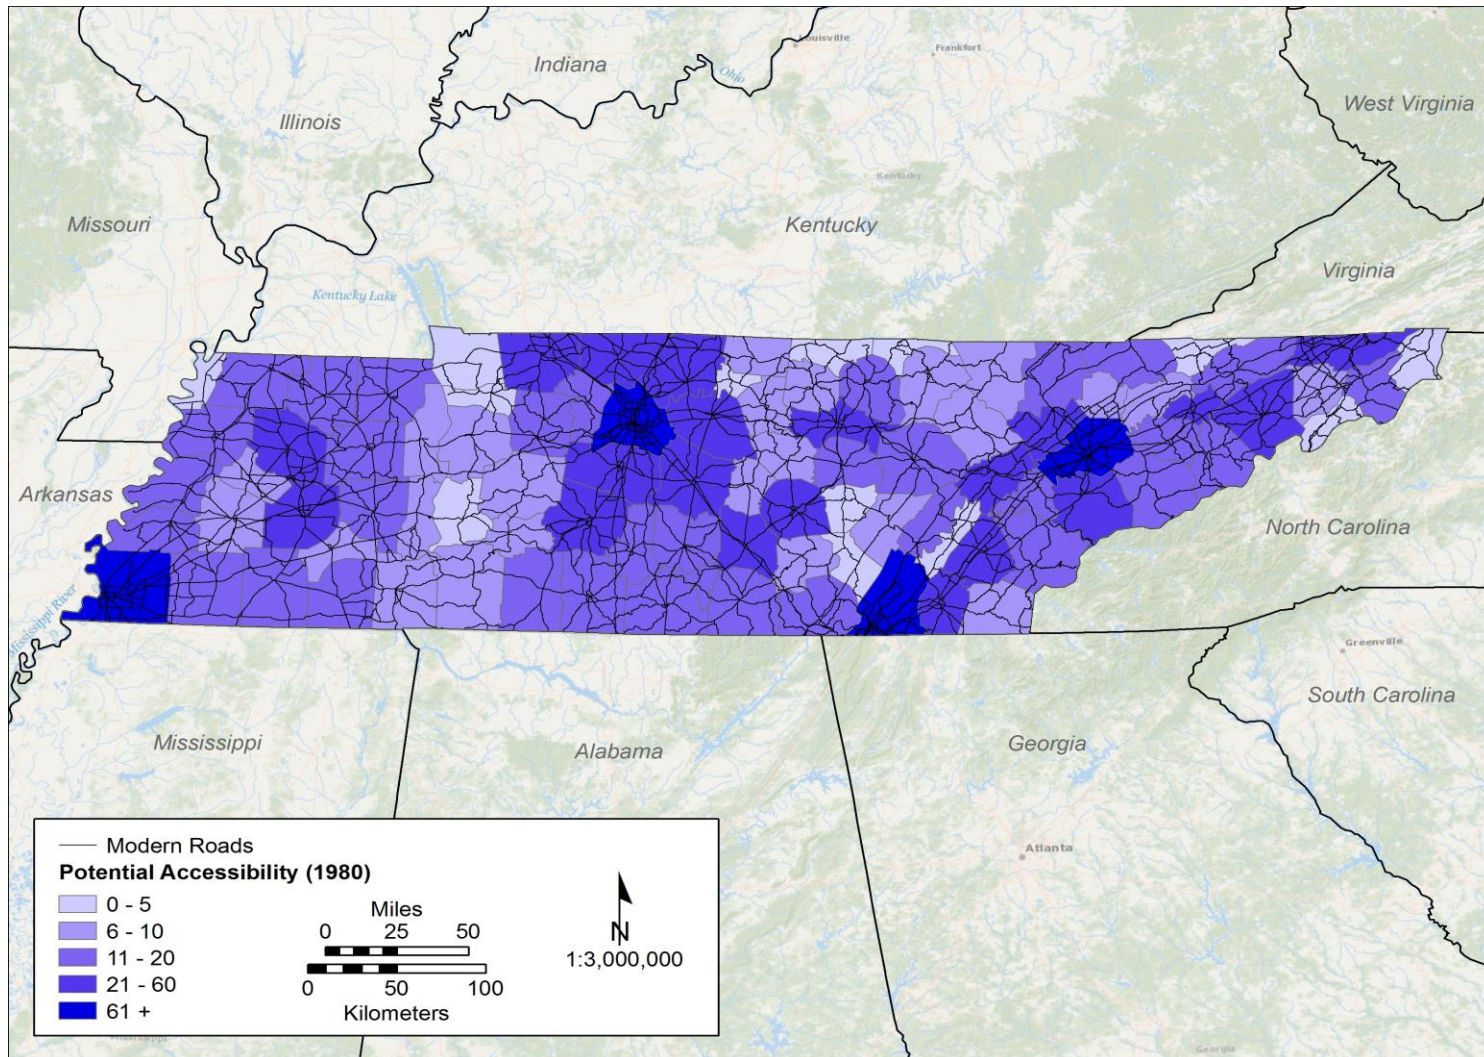 Louisville
Frankfort
Indiana
Ohio
West Virginia
Illinois
Kentucky
Missouri
Kentucky
Virginia
Kentucky Lake
Arkansas
North Carolina
Mississippi River
Greenville
South Carolina
Mississippi
Alabama
Georgia
Atlanta
Modern Roads
Potential Accessibility (1980)
0 - 5
6 - 10
11 - 20
21 - 60
61 +
Miles
0 25 50
0 50 100
Kilometers
N
1:3,000,000
Mississippi
Georgia